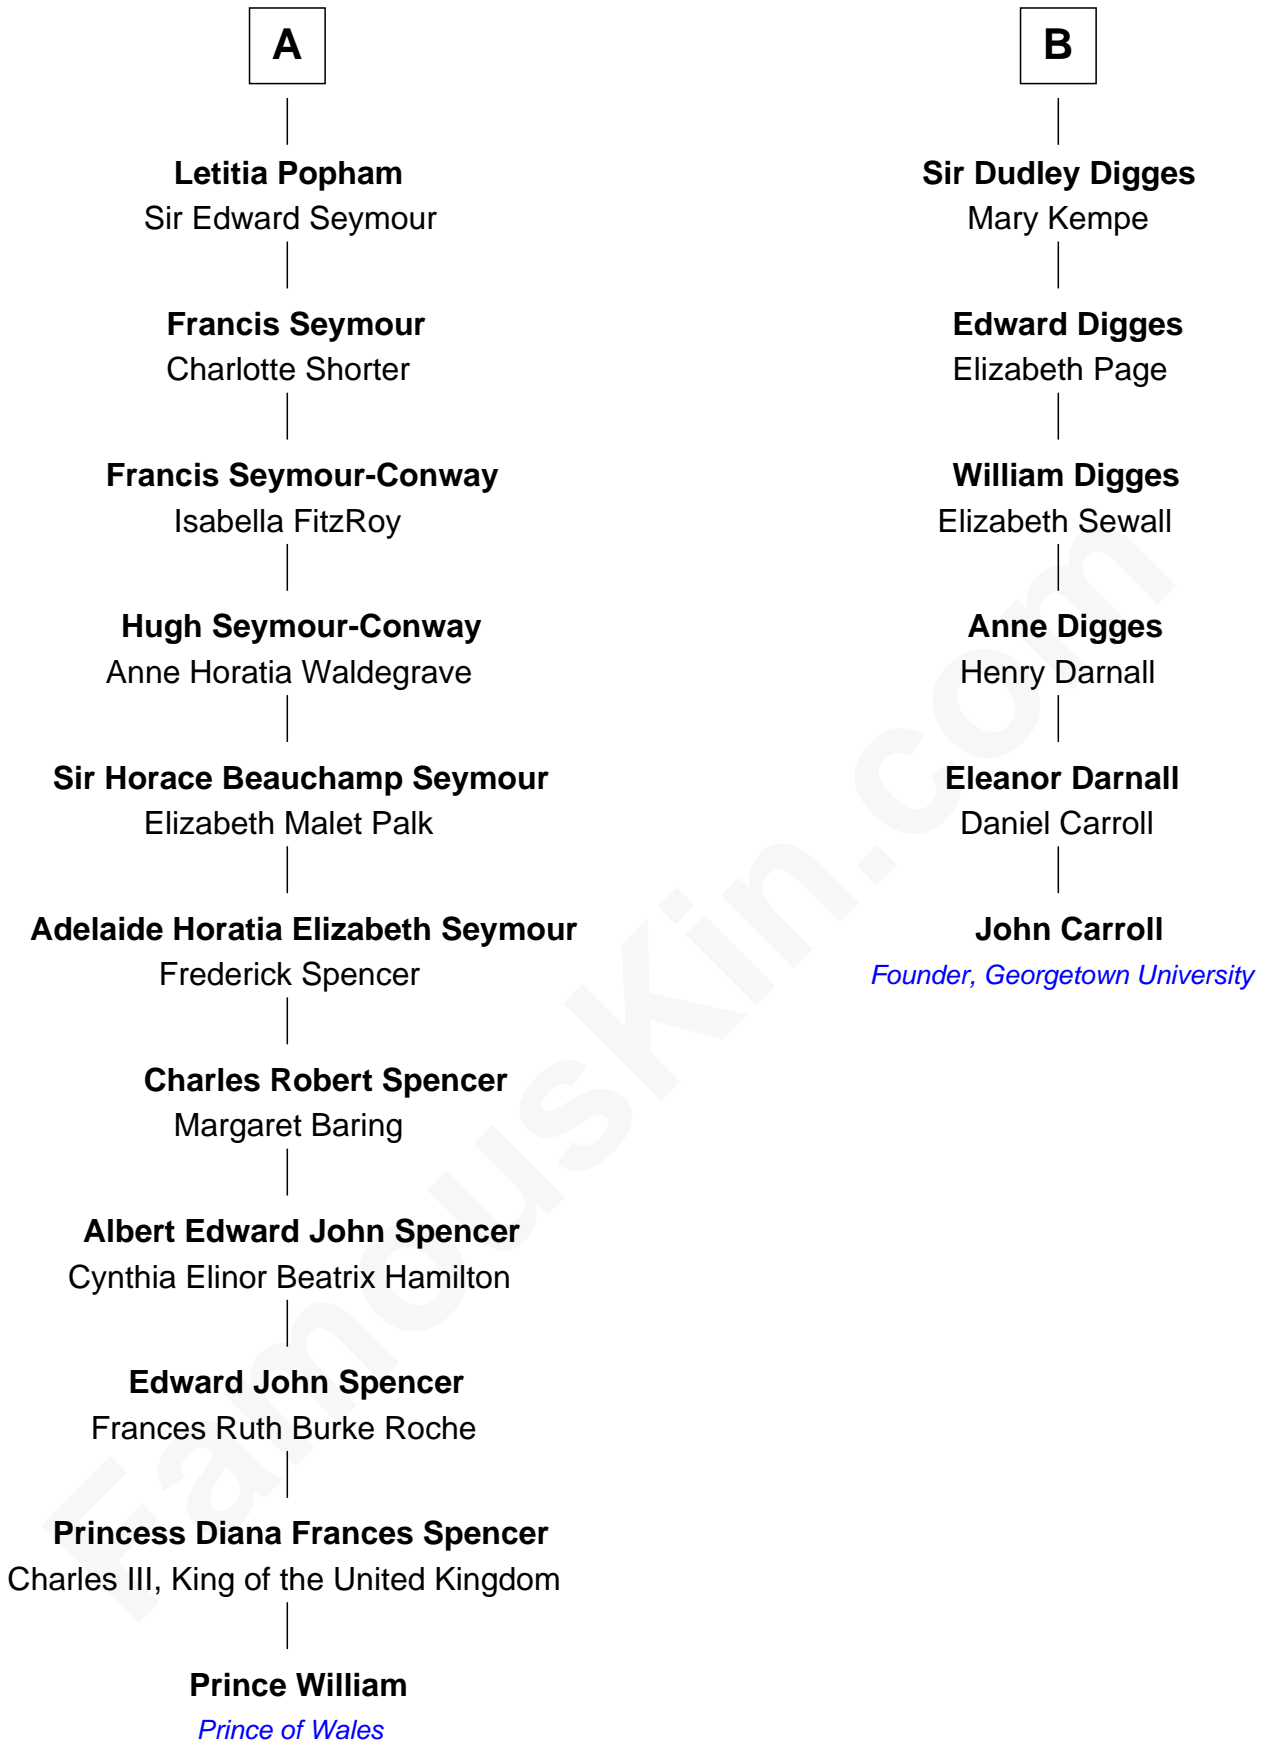 A
Letitia Popham
Sir Edward Seymour
Francis Seymour
Charlotte Shorter
Francis Seymour-Conway
Isabella FitzRoy
Hugh Seymour-Conway
Anne Horatia Waldegrave
Sir Horace Beauchamp Seymour
Elizabeth Malet Palk
Adelaide Horatia Elizabeth Seymour
Frederick Spencer
Charles Robert Spencer
Margaret Baring
Albert Edward John Spencer
Cynthia Elinor Beatrix Hamilton
Edward John Spencer
Frances Ruth Burke Roche
Princess Diana Frances Spencer
Charles III, King of the United Kingdom
Prince William
Prince of Wales
B
Sir Dudley Digges
Mary Kempe
Edward Digges
Elizabeth Page
William Digges
Elizabeth Sewall
Anne Digges
Henry Darnall
Eleanor Darnall
Daniel Carroll
John Carroll
Founder, Georgetown University
FamousKin.com